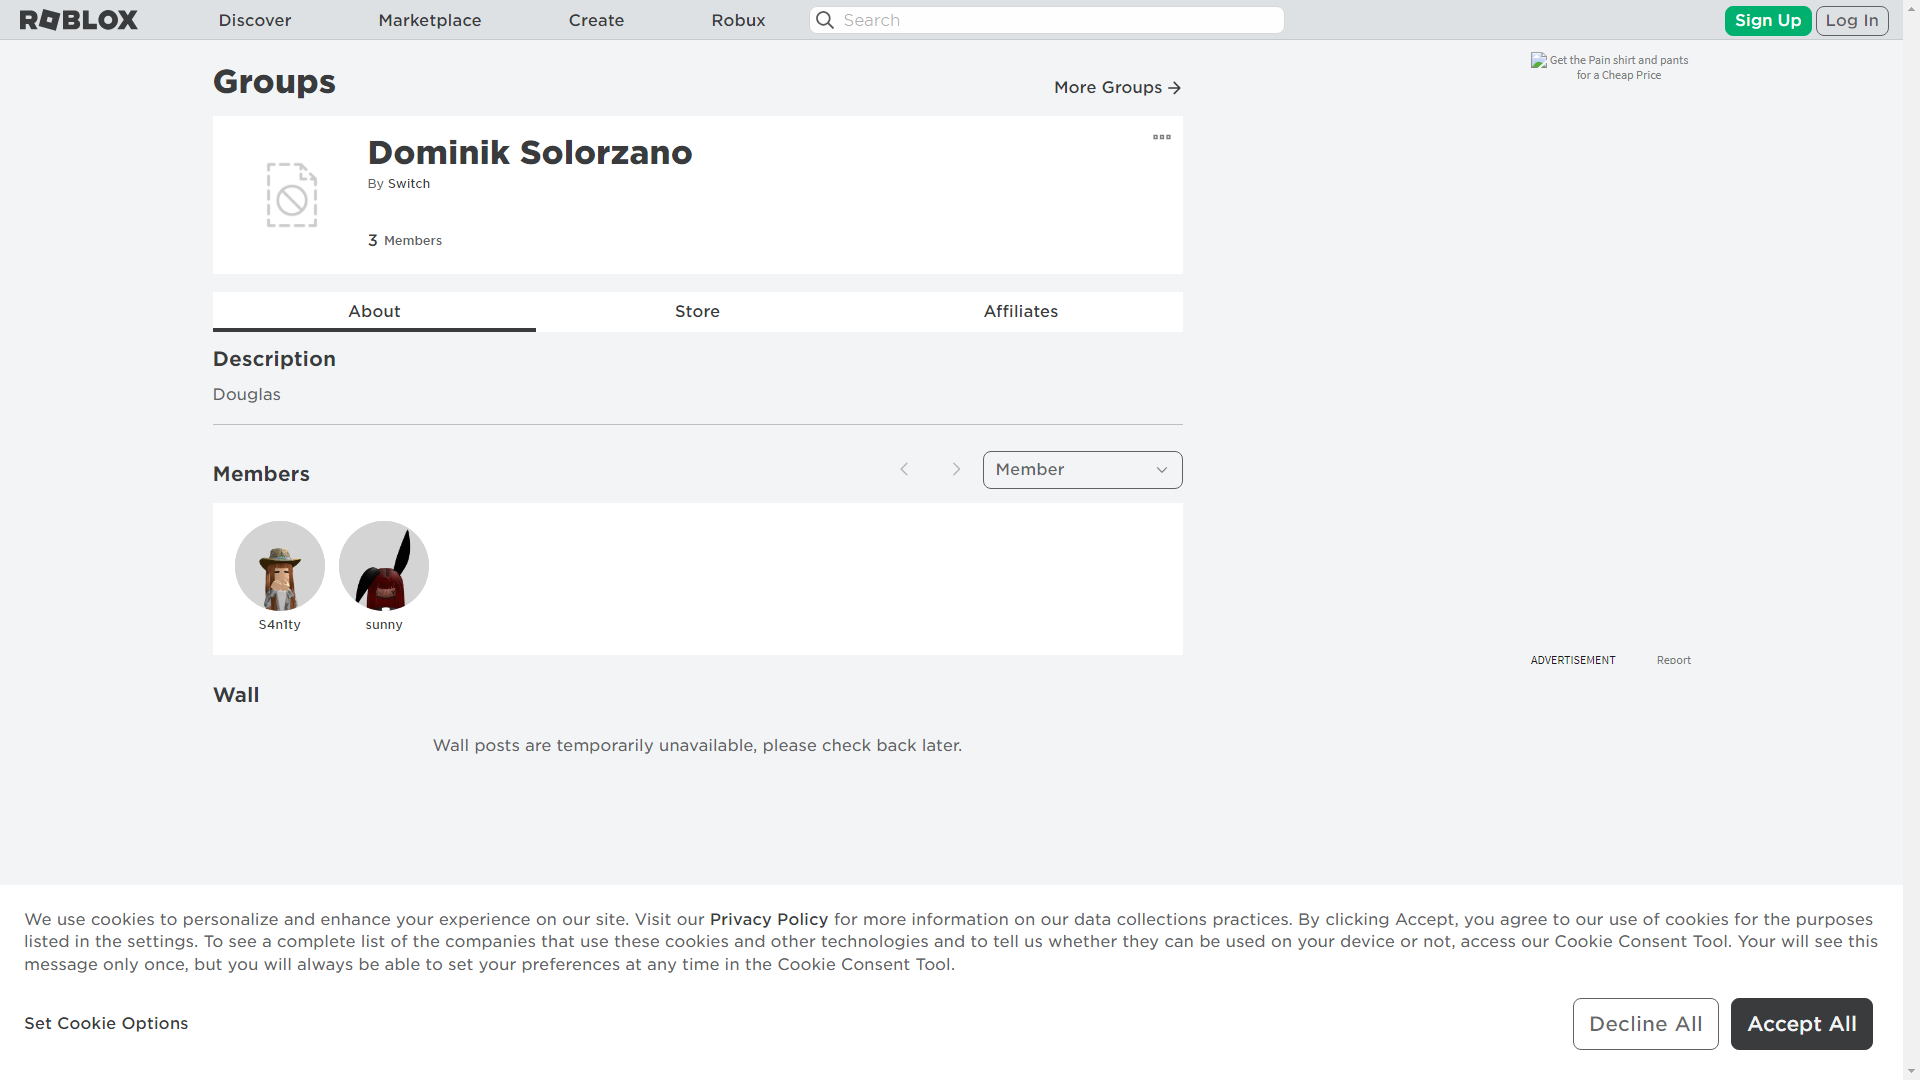 ROBLOX
Discover
Marketplace
Create
Robux
Search
Sign Up
Log In
Groups
More Groups
Get the Pain shirt and pants
for a Cheap Price
Dominik Solorzano
By Switch
3 Members
About
Store
Affiliates
Description
Douglas
Members
Member
S4n1ty
sunny
ADVERTISEMENT
Report
Wall
Wall posts are temporarily unavailable, please check back later.
We use cookies to personalize and enhance your experience on our site. Visit our Privacy Policy for more information on our data collections practices. By clicking Accept, you agree to our use of cookies for the purposes
listed in the settings. To see a complete list of the companies that use these cookies and other technologies and to tell us whether they can be used on your device or not, access our Cookie Consent Tool. Your will see this
message only once, but you will always be able to set your preferences at any time in the Cookie Consent Tool.
Set Cookie Options
Decline All
Accept All